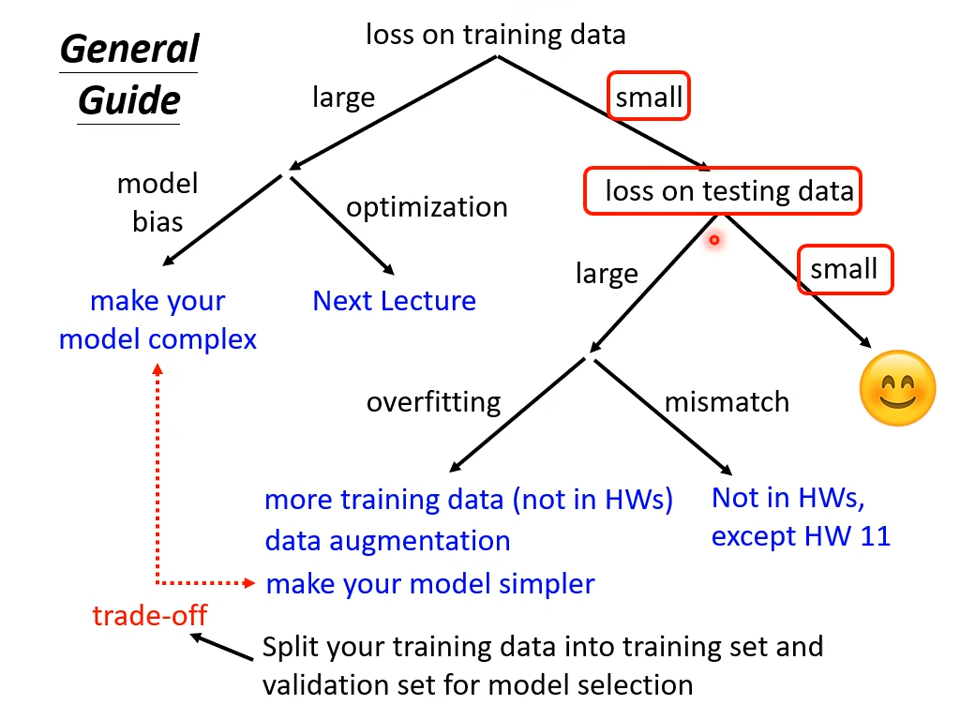 General
Guide
loss on training data
large
small
model
bias
optimization
loss on testing data
make your
model complex
Next Lecture
large
small
overfitting
mismatch
more training data (not in HWs)
data augmentation
make your model simpler
Not in HWs,
except HW 11
trade-off
Split your training data into training set and
validation set for model selection